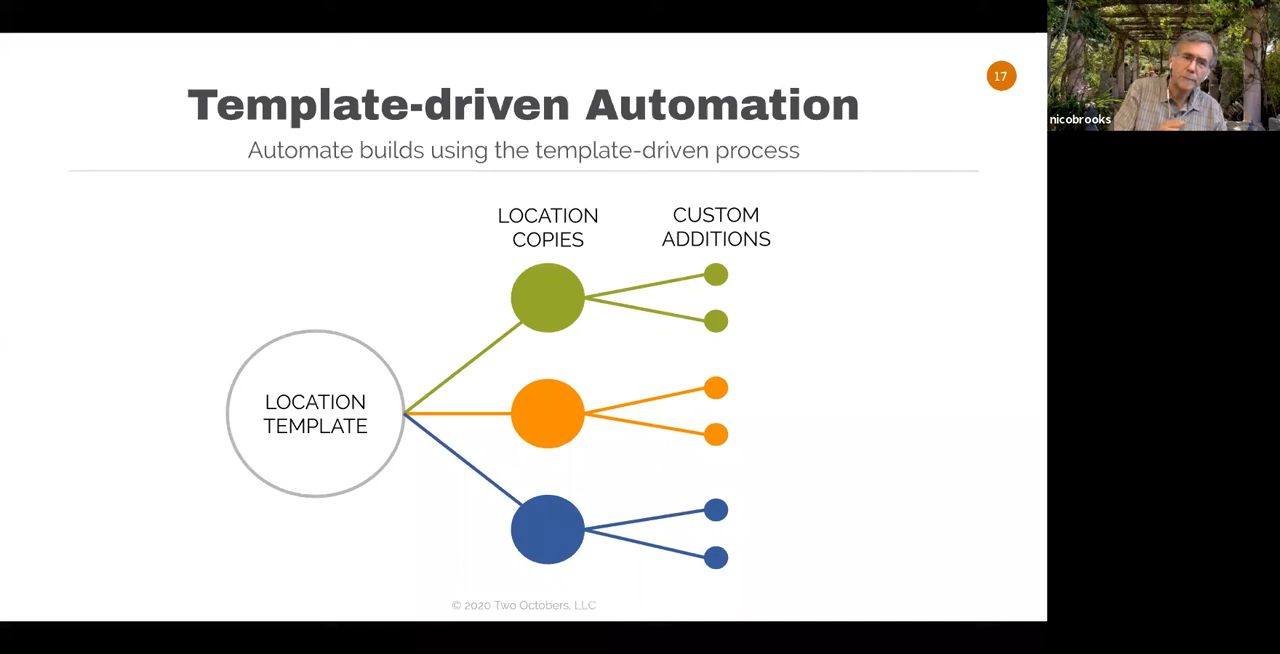 17
Template-driven Automation
Automate builds using the template-driven process
LOCATION
COPIES
CUSTOM
ADDITIONS
LOCATION
TEMPLATE
© 2020 Two Octobers, LLC
nicobrooks